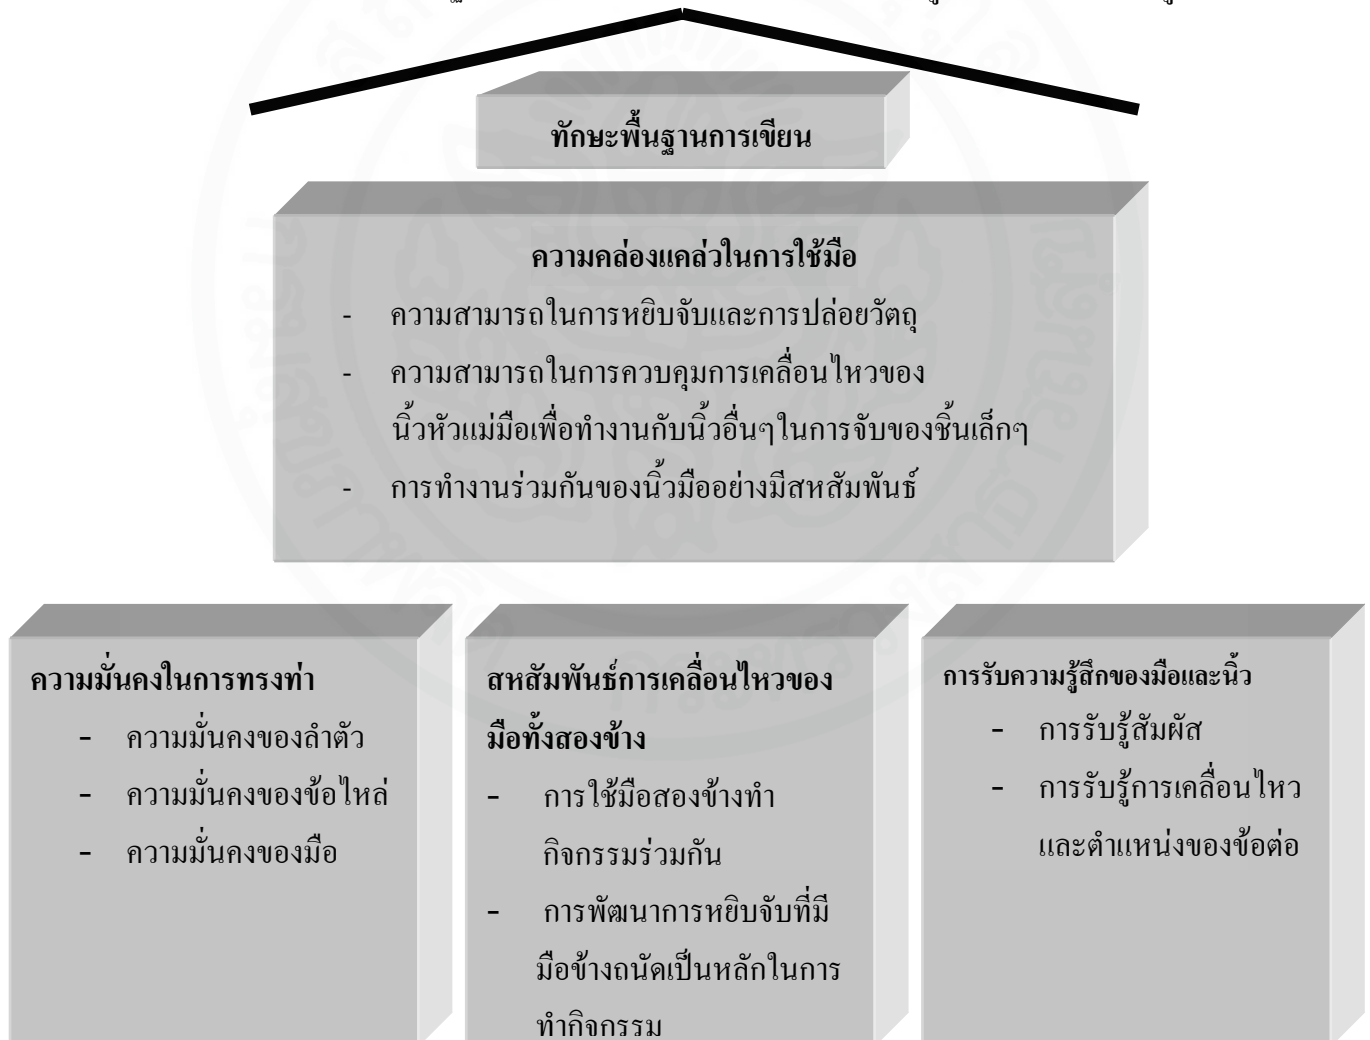 ทักษะพื้นฐานการเขียน
ความคล่องแคล่วในการใช้มือ
- ความสามารถในการหยิบจับและการปล่อยวัตถุ
- ความสามารถในการควบคุมการเคลื่อนไหวของ
นิ้วหัวแม่มือเพื่อทำงานกับนิ้วอื่นๆในการจับของชิ้นเล็กๆ
- การทำงานร่วมกันของนิ้วมืออย่างมีสหสัมพันธ์
ความมั่นคงในการทรงท่า
- ความมั่นคงของลำตัว
- ความมั่นคงของข้อไหล่
- ความมั่นคงของมือ
สหสัมพันธ์การเคลื่อนไหวของ
มือทั้งสองข้าง
- การใช้มือสองข้างทำ
กิจกรรมร่วมกัน
- การพัฒนาการหยิบจับที่มี
มือข้างถนัดเป็นหลักในการ
ทำกิจกรรม
การรับความรู้สึกของมือและนิ้ว
- การรับรู้สัมผัส
- การรับรู้การเคลื่อนไหว
และตำแหน่งของข้อต่อ